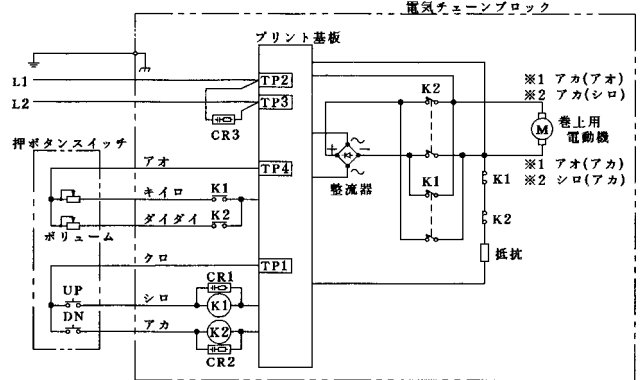 電気チェーンブロック
プリント基板
L1
L2
TP2
TP3
CR3
K2
※1 アカ(アオ)
※2 アカ(シロ)
M
巻上用
電動機
押ボタンスイッチ
アオ
TP4
+
-
整流器
※1 アオ(アカ)
※2 シロ(アカ)
キイロ
K1
ダイダイ
K2
ボリューム
K1
K1
K2
抵抗
クロ
TP1
UP
シロ
CR1
K1
DN
アカ
K2
CR2